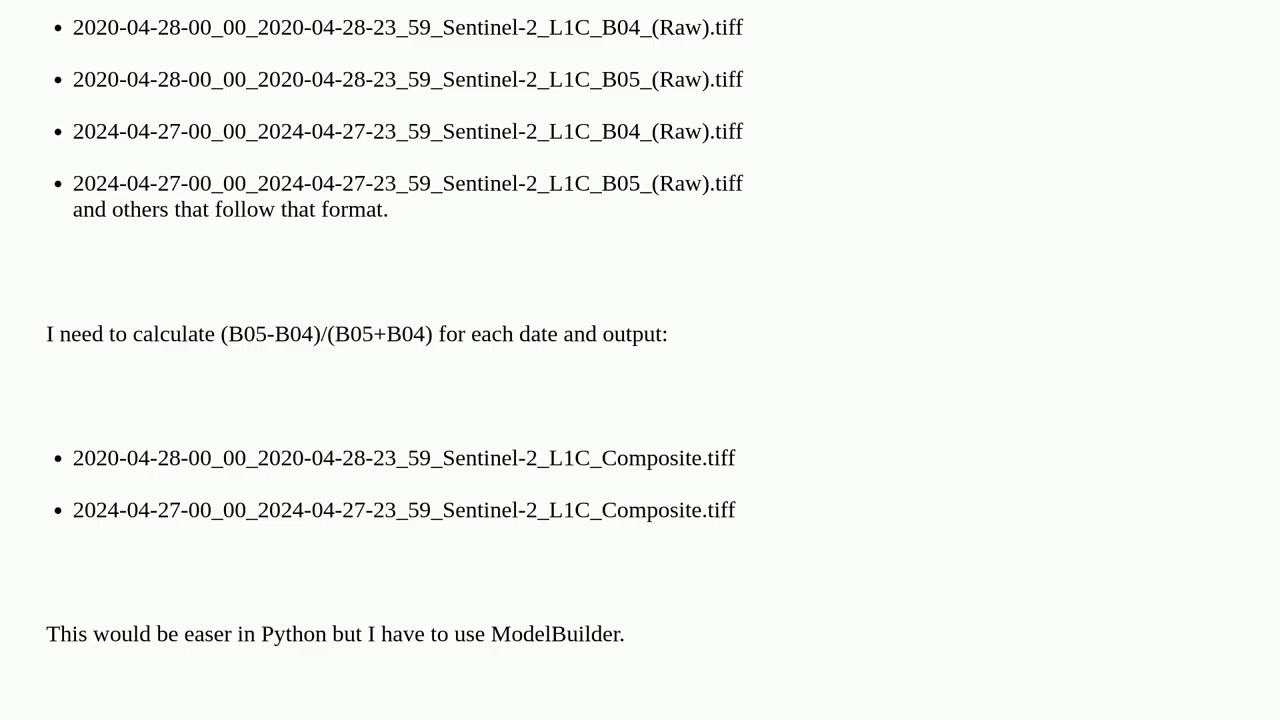 • 2020-04-28-00_00_2020-04-28-23_59_Sentinel-2_L1C_B04_(Raw).tiff
• 2020-04-28-00_00_2020-04-28-23_59_Sentinel-2_L1C_B05_(Raw).tiff
• 2024-04-27-00_00_2024-04-27-23_59_Sentinel-2_L1C_B04_(Raw).tiff
• 2024-04-27-00_00_2024-04-27-23_59_Sentinel-2_L1C_B05_(Raw).tiff
and others that follow that format.
I need to calculate (B05-B04)/(B05+B04) for each date and output:
• 2020-04-28-00_00_2020-04-28-23_59_Sentinel-2_L1C_Composite.tiff
• 2024-04-27-00_00_2024-04-27-23_59_Sentinel-2_L1C_Composite.tiff
This would be easer in Python but I have to use ModelBuilder.